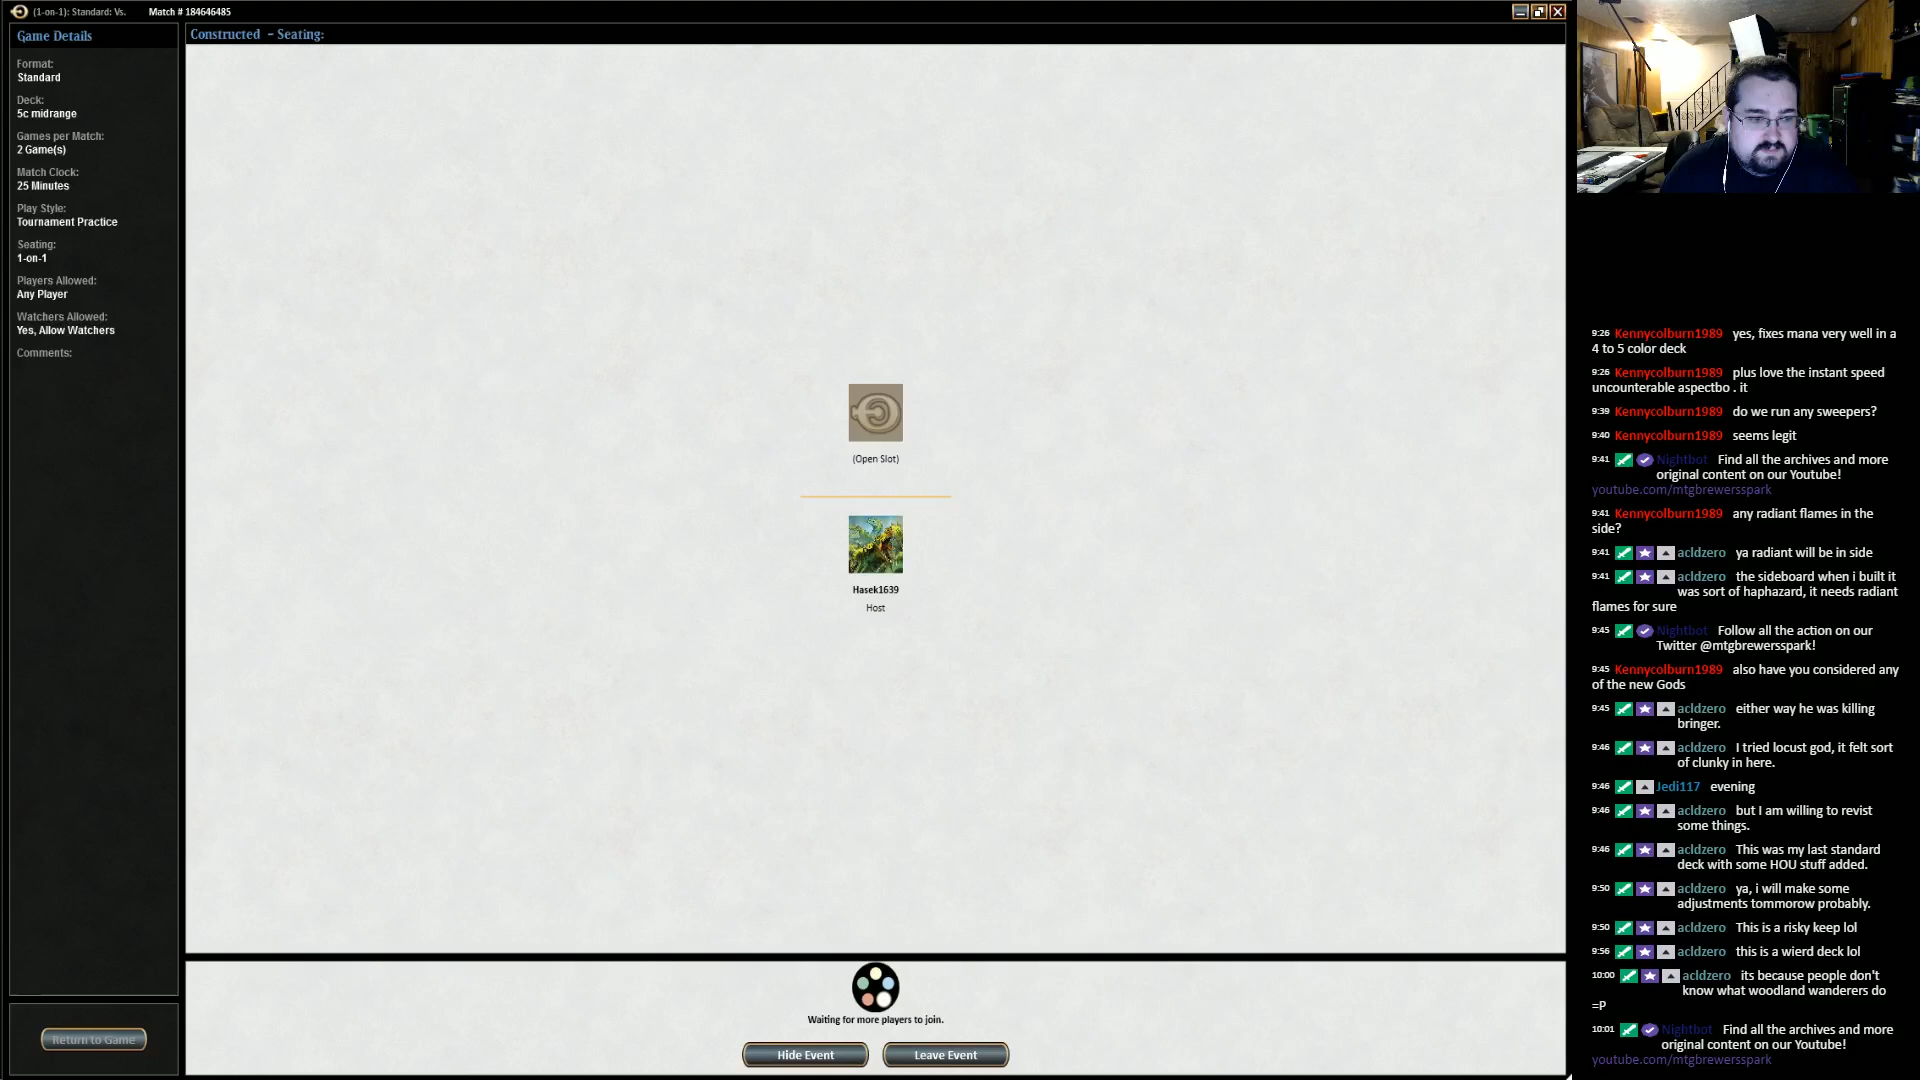 (1-on-1): Standard: Vs. Match # 184646485
Game Details
Format:
Standard
Deck:
5c midrange
Games per Match:
2 Game(s)
Match Clock:
25 Minutes
Play Style:
Tournament Practice
Seating:
1-on-1
Players Allowed:
Any Player
Watchers Allowed:
Yes, Allow Watchers
Comments:
Return to Game
Constructed - Seating:
(Open Slot)
Hasek1639
Host
Waiting for more players to join.
Hide Event Leave Event
9:26 Kennycolburn1989 yes, fixes mana very well in a
4 to 5 color deck
9:26 Kennycolburn1989 plus love the instant speed
uncounterable aspectbo . it
9:39 Kennycolburn1989 do we run any sweepers?
9:40 Kennycolburn1989 seems legit
9:41 Nightbot Find all the archives and more
original content on our Youtube!
youtube.com/mtgbrewersspark
9:41 Kennycolburn1989 any radiant flames in the
side?
9:41 acldzero ya radiant will be in side
9:41 acldzero the sideboard when i built it
was sort of haphazard, it needs radiant
flames for sure
9:45 Nightbot Follow all the action on our
Twitter @mtgbrewersspark!
9:45 Kennycolburn1989 also have you considered any
of the new Gods
9:45 acldzero either way he was killing
bringer.
9:46 acldzero I tried locust god, it felt sort
of clunky in here.
9:46 Jedi117 evening
9:46 acldzero but I am willing to revist
some things.
9:46 acldzero This was my last standard
deck with some HOU stuff added.
9:50 acldzero ya, i will make some
adjustments tommorow probably.
9:50 acldzero This is a risky keep lol
9:56 acldzero this is a wierd deck lol
10:00 acldzero its because people don't
know what woodland wanderers do
=P
10:01 Nightbot Find all the archives and more
original content on our Youtube!
youtube.com/mtgbrewersspark